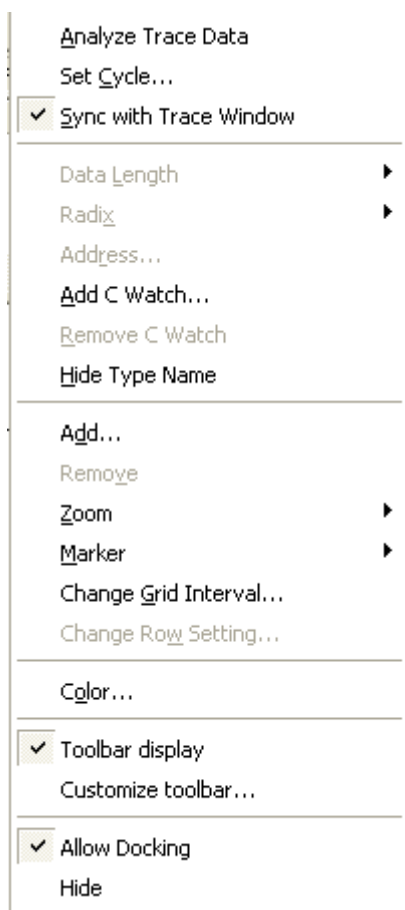 Analyze Trace Data
Set Cycle...
Sync with Trace Window
Data Length
Radix
Address...
Add C Watch...
Remove C Watch
Hide Type Name
Add...
Remove
Zoom
Marker
Change Grid Interval...
Change Row Setting...
Color...
Toolbar display
Customize toolbar...
Allow Docking
Hide